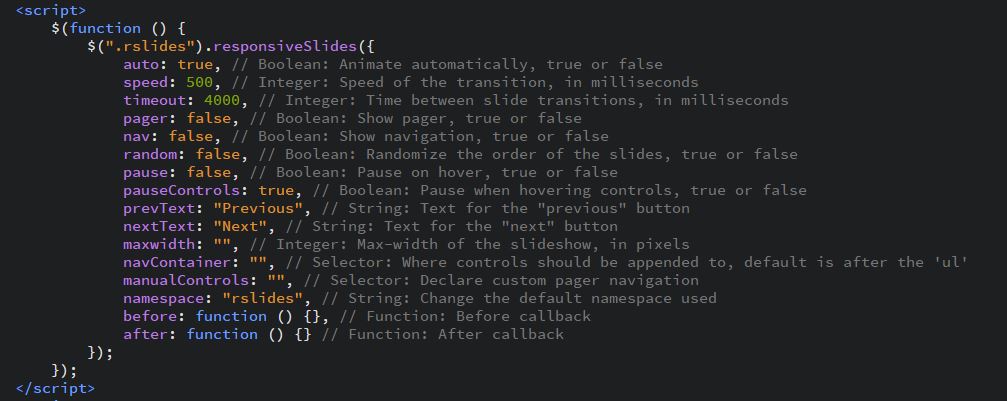 <script>
$(function () {
$(".rslides").responsiveSlides({
auto: true, // Boolean: Animate automatically, true or false
speed: 500, // Integer: Speed of the transition, in milliseconds
timeout: 4000, // Integer: Time between slide transitions, in milliseconds
pager: false, // Boolean: Show pager, true or false
nav: false, // Boolean: Show navigation, true or false
random: false, // Boolean: Randomize the order of the slides, true or false
pause: false, // Boolean: Pause on hover, true or false
pauseControls: true, // Boolean: Pause when hovering controls, true or false
prevText: "Previous", // String: Text for the "previous" button
nextText: "Next", // String: Text for the "next" button
maxwidth: "", // Integer: Max-width of the slideshow, in pixels
navContainer: "", // Selector: Where controls should be appended to, default is after the 'ul'
manualControls: "", // Selector: Declare custom pager navigation
namespace: "rslides", // String: Change the default namespace used
before: function () {}, // Function: Before callback
after: function () {} // Function: After callback
});
});
</script>